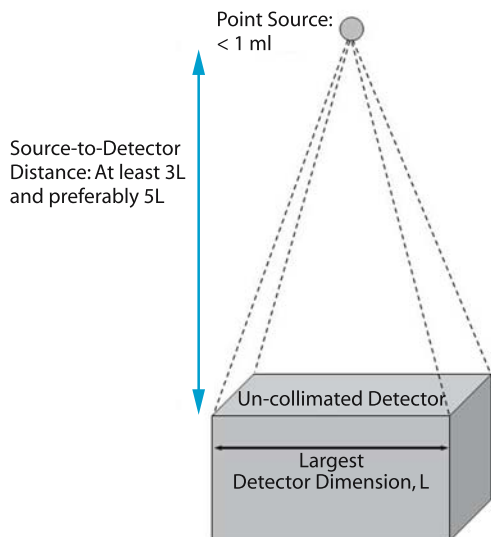 Point Source:
< 1 ml
Source-to-Detector
Distance: At least 3L
and preferably 5L
Un-collimated Detector
Largest
Detector Dimension, L